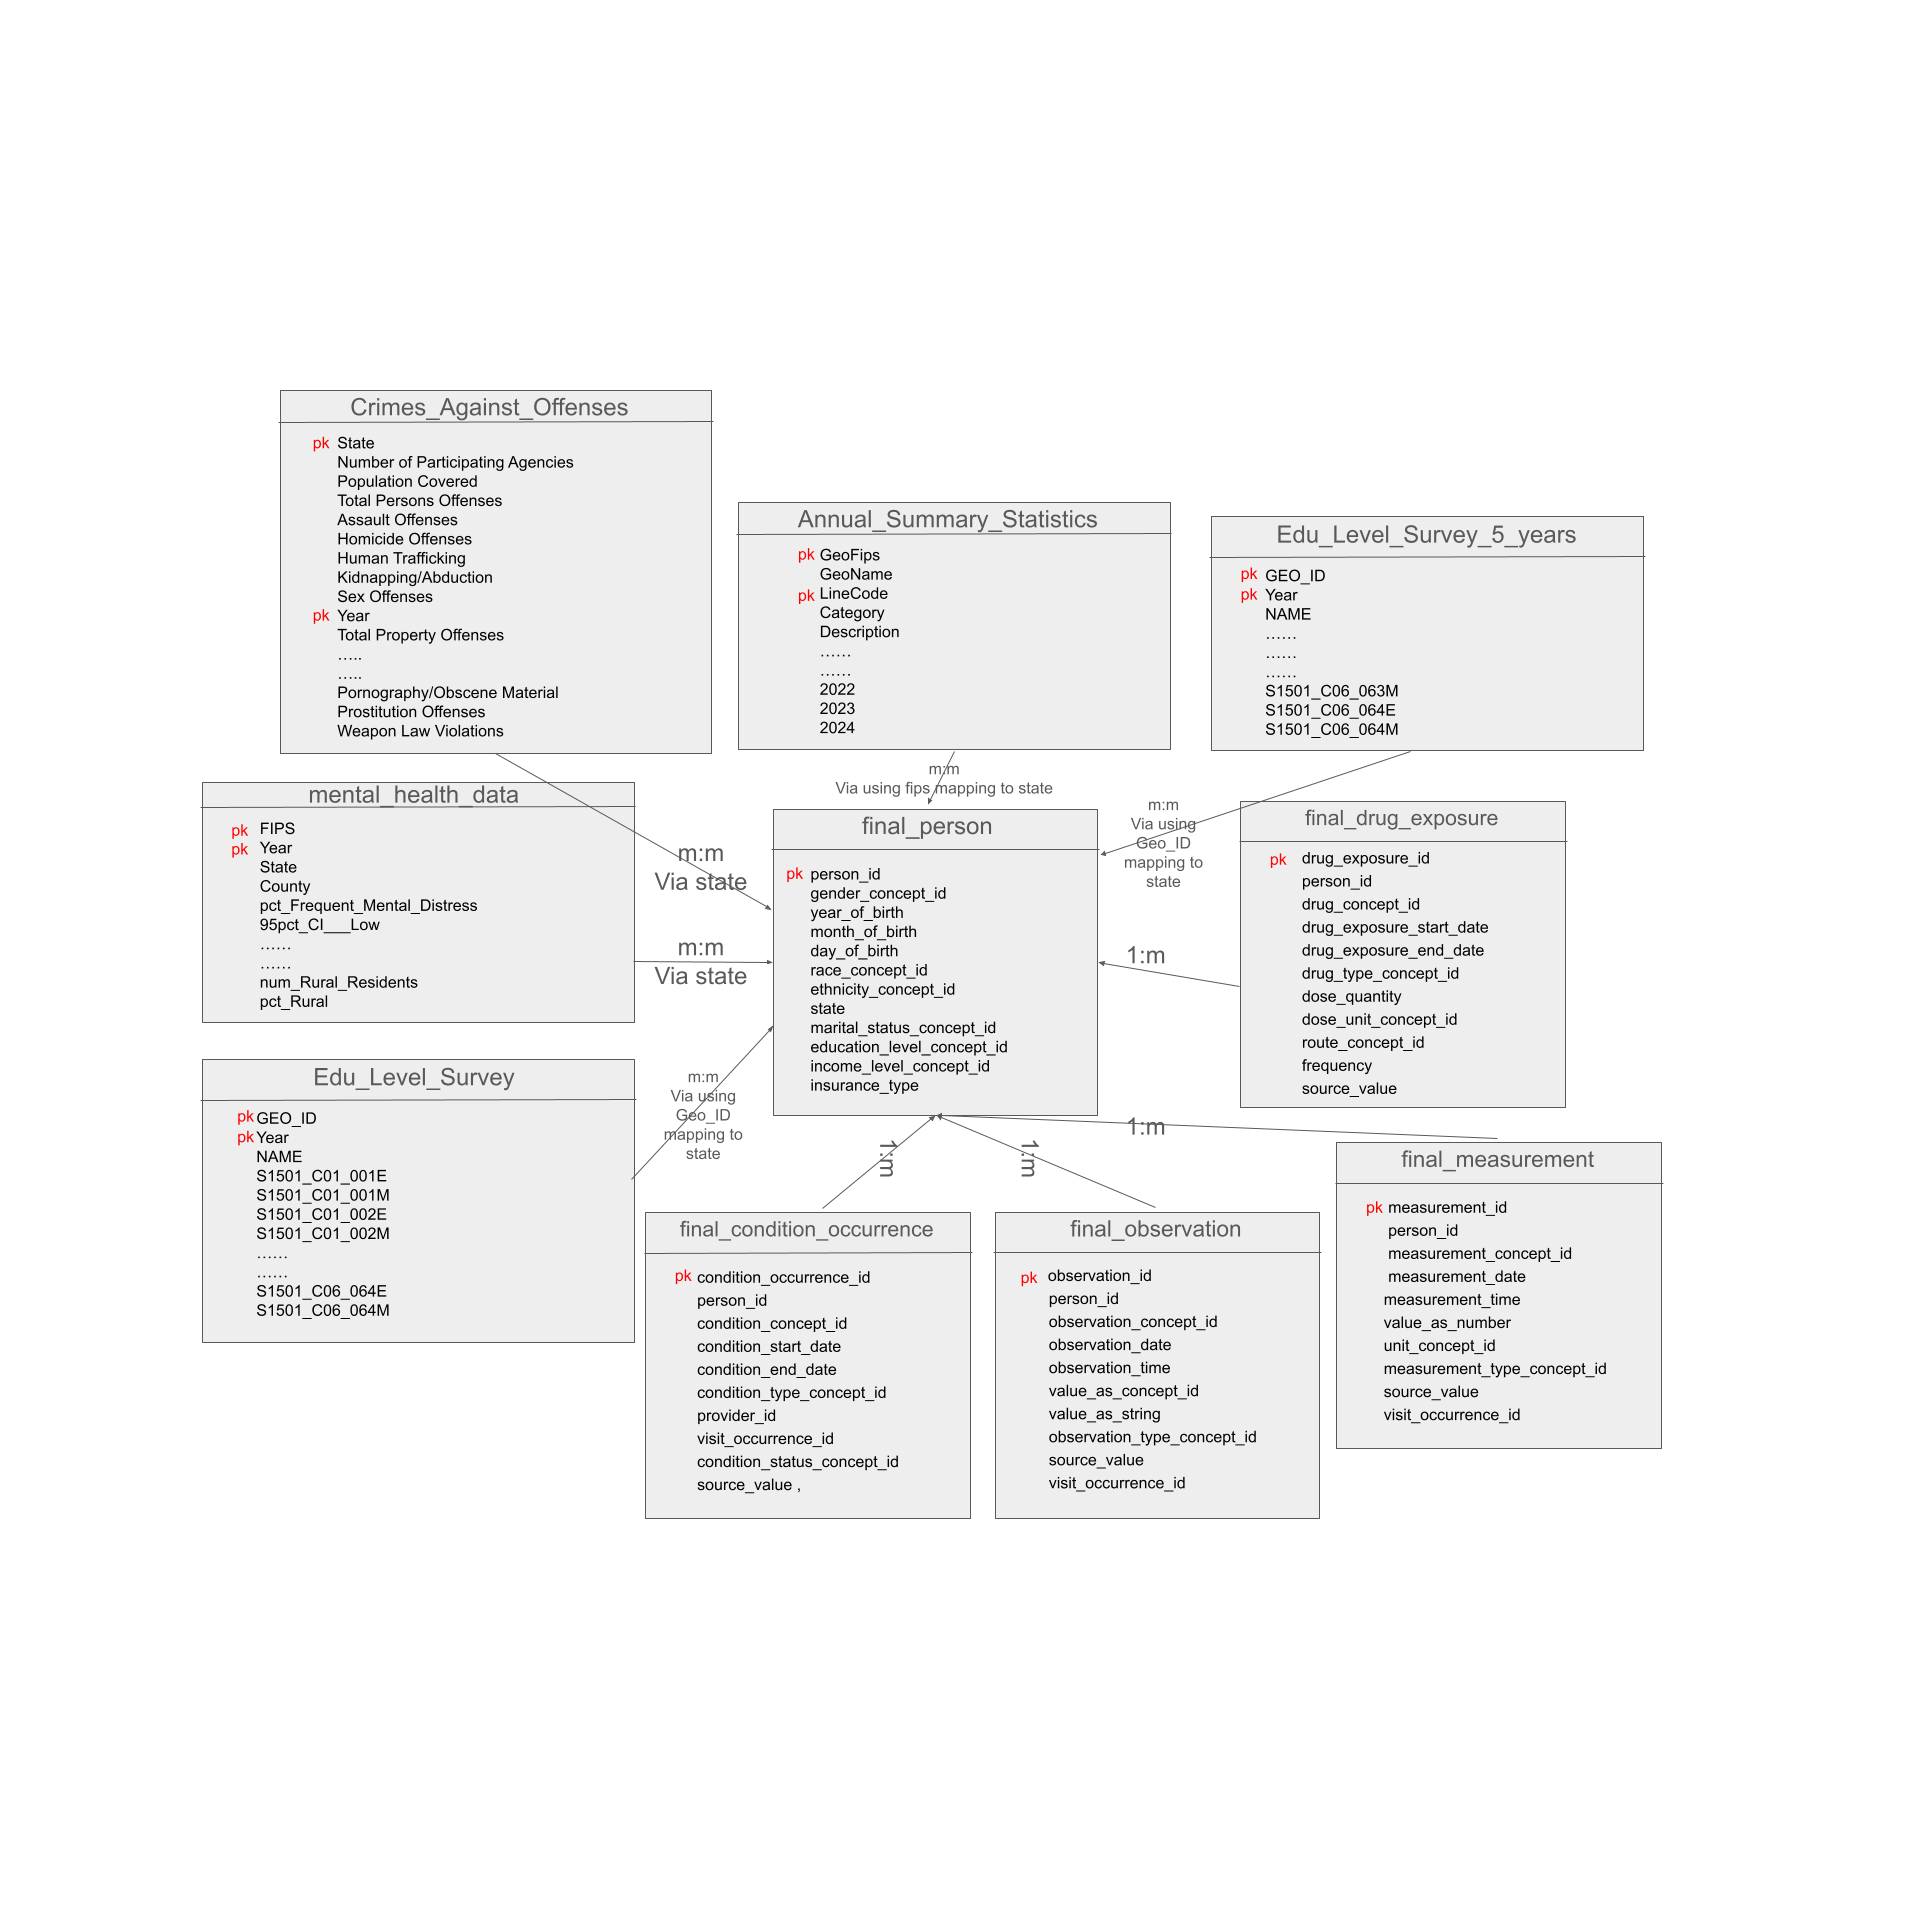 Crimes_Against_Offenses
pk State
Number of Participating Agencies
Population Covered
Total Persons Offenses
Assault Offenses
Homicide Offenses
Human Trafficking
Kidnapping/Abduction
Sex Offenses
pk Year
Total Property Offenses
…..
…..
Pornography/Obscene Material
Prostitution Offenses
Weapon Law Violations
Annual_Summary_Statistics
pk GeoFips
GeoName
pk LineCode
Category
Description
……
……
2022
2023
2024
Edu_Level_Survey_5_years
pk GEO_ID
pk Year
NAME
……
……
……
S1501_C06_063M
S1501_C06_064E
S1501_C06_064M
m:m
Via using fips mapping to state
m:m
Via using
Geo_ID
mapping to
state
mental_health_data
pk FIPS
pk Year
State
County
pct_Frequent_Mental_Distress
95pct_CI___Low
……
……
num_Rural_Residents
pct_Rural
m:m
Via state
m:m
Via state
final_person
pk person_id
gender_concept_id
year_of_birth
month_of_birth
day_of_birth
race_concept_id
ethnicity_concept_id
state
marital_status_concept_id
education_level_concept_id
income_level_concept_id
insurance_type
1:m
final_drug_exposure
pk drug_exposure_id
person_id
drug_concept_id
drug_exposure_start_date
drug_exposure_end_date
drug_type_concept_id
dose_quantity
dose_unit_concept_id
route_concept_id
frequency
source_value
Edu_Level_Survey
pk GEO_ID
pk Year
NAME
S1501_C01_001E
S1501_C01_001M
S1501_C01_002E
S1501_C01_002M
……
……
S1501_C06_064E
S1501_C06_064M
m:m
Via using
Geo_ID
mapping to
state
1:m
1:m
1:m
final_condition_occurrence
pk condition_occurrence_id
person_id
condition_concept_id
condition_start_date
condition_end_date
condition_type_concept_id
provider_id
visit_occurrence_id
condition_status_concept_id
source_value ,
final_observation
pk observation_id
person_id
observation_concept_id
observation_date
observation_time
value_as_concept_id
value_as_string
observation_type_concept_id
source_value
visit_occurrence_id
final_measurement
pk measurement_id
person_id
measurement_concept_id
measurement_date
measurement_time
value_as_number
unit_concept_id
measurement_type_concept_id
source_value
visit_occurrence_id